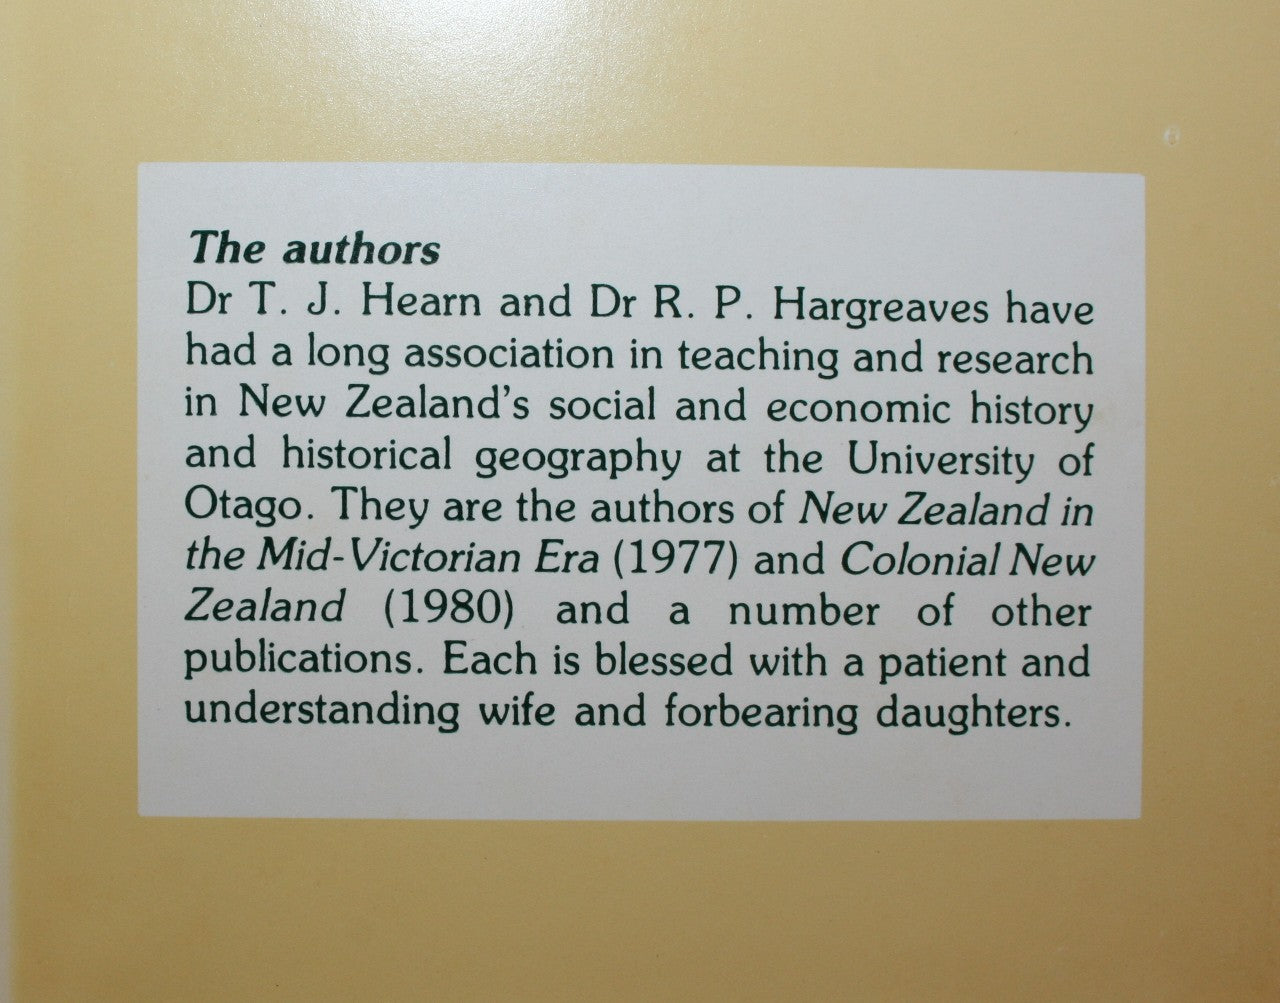 The authors
Dr T. J. Hearn and Dr R. P. Hargreaves have
had a long association in teaching and research
in New Zealand's social and economic history
and historical geography at the University of
Otago. They are the authors of New Zealand in
the Mid-Victorian Era (1977) and Colonial New
Zealand (1980) and a number of other
publications. Each is blessed with a patient and
understanding wife and forbearing daughters.